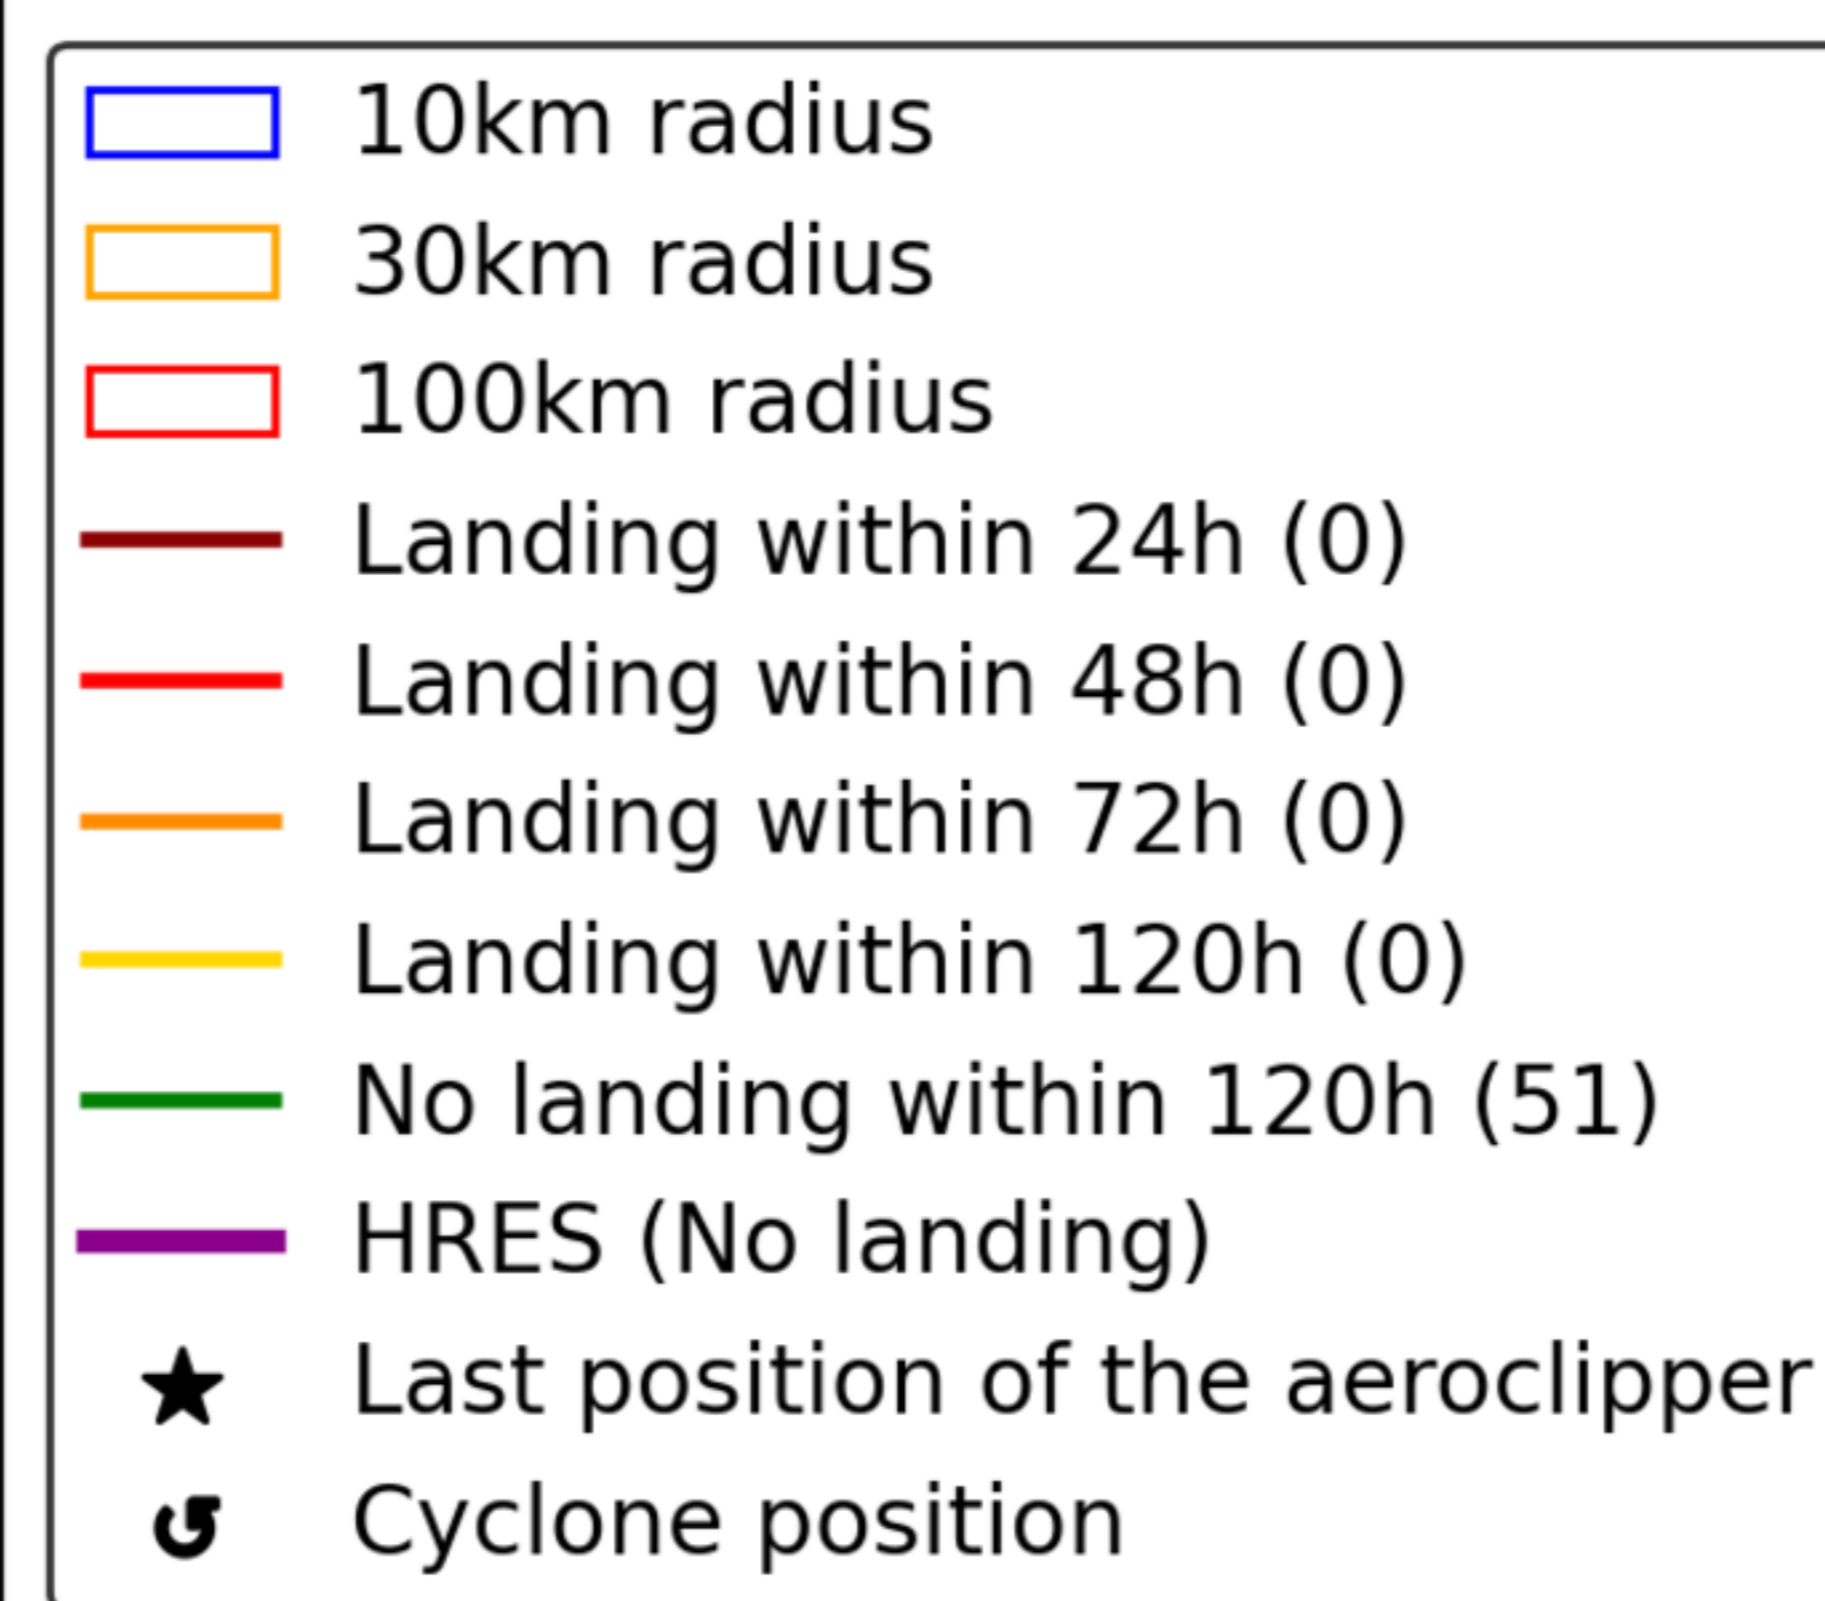 10km radius
30km radius
100km radius
Landing within 24h (0)
Landing within 48h (0)
Landing within 72h (0)
Landing within 120h (0)
No landing within 120h (51)
HRES (No landing)
Last position of the aeroclipper
Cyclone position